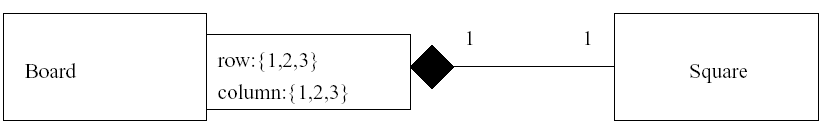 Board
row:{1,2,3}
column:{1,2,3}
1
1
Square